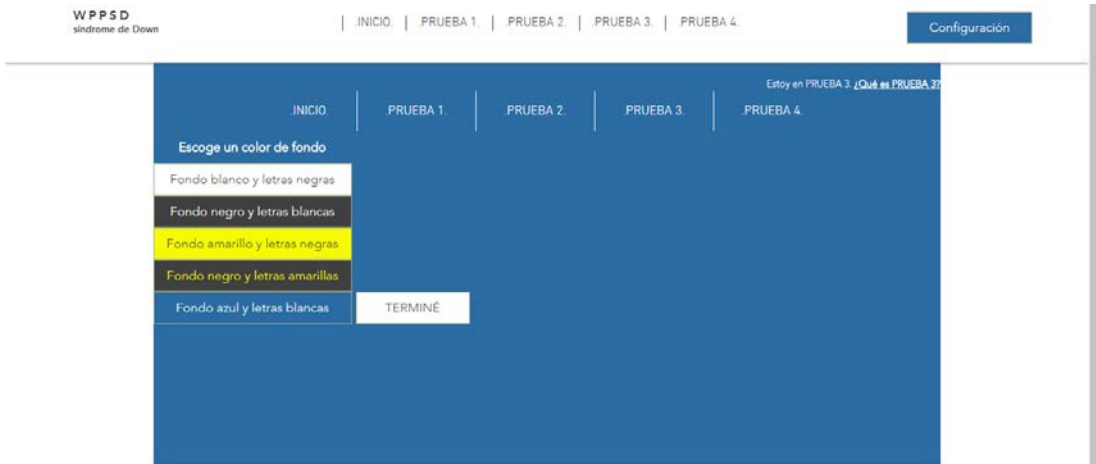 WPPSD
síndrome de Down
.INICIO. .PRUEBA 1. .PRUEBA 2. .PRUEBA 3. .PRUEBA 4.
Configuración
Estoy en PRUEBA 3. ¿Qué es PRUEBA 3?
.INICIO. .PRUEBA 1. .PRUEBA 2. .PRUEBA 3. .PRUEBA 4.
Escoge un color de fondo
Fondo blanco y letras negras
Fondo negro y letras blancas
Fondo amarillo y letras negras
Fondo negro y letras amarillas
Fondo azul y letras blancas TERMINÉ